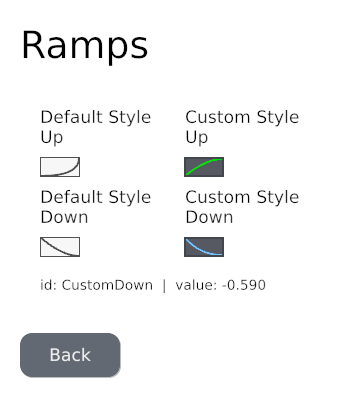 Ramps
Default Style
Up
Custom Style
Up
Default Style
Down
Custom Style
Down
id: CustomDown | value: -0.590
Back